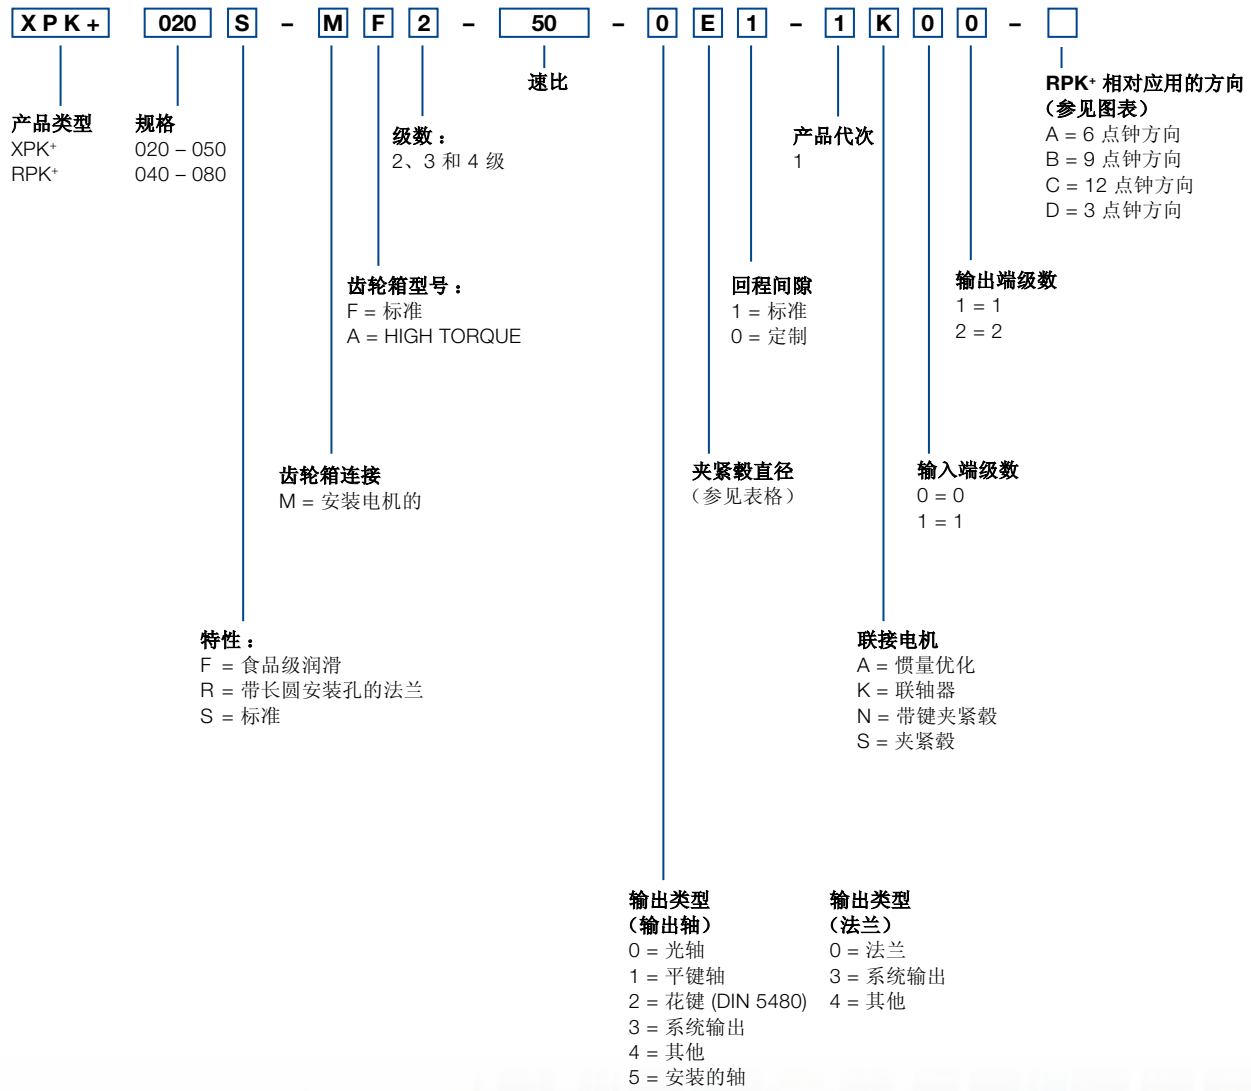 XPK+ 020 S – M F 2 – 50 – 0 E 1 – 1 K 0 0 –
速比
产品类型
XPK+
RPK+
规格
020 – 050
040 – 080
级数：
2、3 和 4 级
产品代次
1
RPK+ 相对应用的方向
（参见图表）
A = 6 点钟方向
B = 9 点钟方向
C = 12 点钟方向
D = 3 点钟方向
齿轮箱型号：
F = 标准
A = HIGH TORQUE
回程间隙
1 = 标准
0 = 定制
输出端级数
1 = 1
2 = 2
齿轮箱连接
M = 安装电机的
夹紧毂直径
（参见表格）
输入端级数
0 = 0
1 = 1
特性：
F = 食品级润滑
R = 带长圆安装孔的法兰
S = 标准
联接电机
A = 惯量优化
K = 联轴器
N = 带键夹紧毂
S = 夹紧毂
输出类型
（输出轴）
0 = 光轴
1 = 平键轴
2 = 花键 (DIN 5480)
3 = 系统输出
4 = 其他
5 = 安装的轴
输出类型
（法兰）
0 = 法兰
3 = 系统输出
4 = 其他